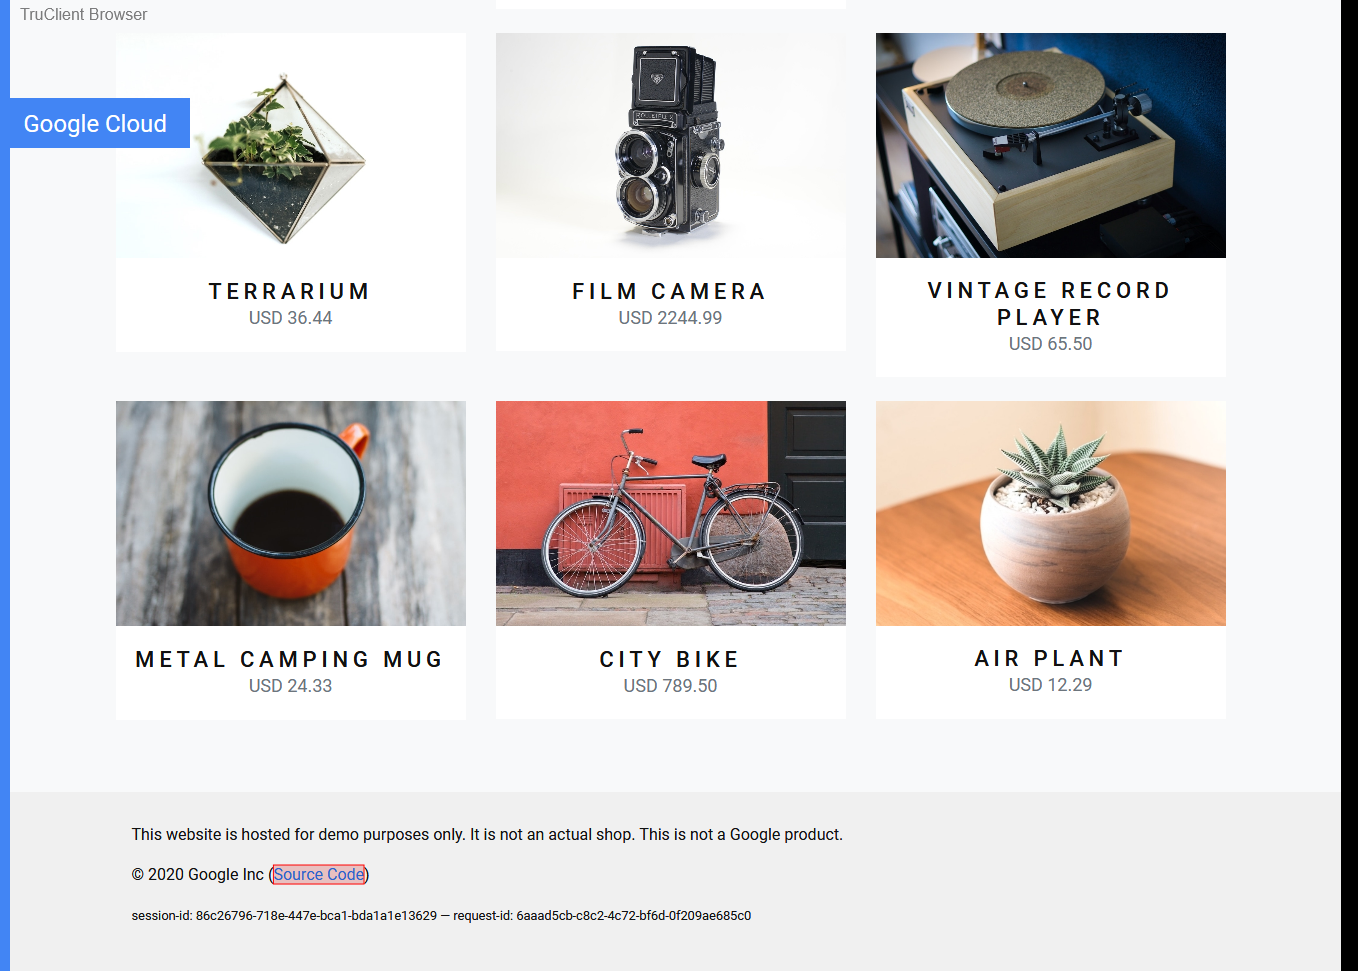 TruClient Browser
Google Cloud
ROLLEIFLEX
TERRARIUM
USD 36.44
FILM CAMERA
USD 2244.99
VINTAGE RECORD
PLAYER
USD 65.50
METAL CAMPING MUG
USD 24.33
CITY BIKE
USD 789.50
AIR PLANT
USD 12.29
This website is hosted for demo purposes only. It is not an actual shop. This is not a Google product.
© 2020 Google Inc (Source Code)
session-id: 86c26796-718e-447e-bca1-bda1a1e13629 — request-id: 6aaad5cb-c8c2-4c72-bf6d-0f209ae685c0